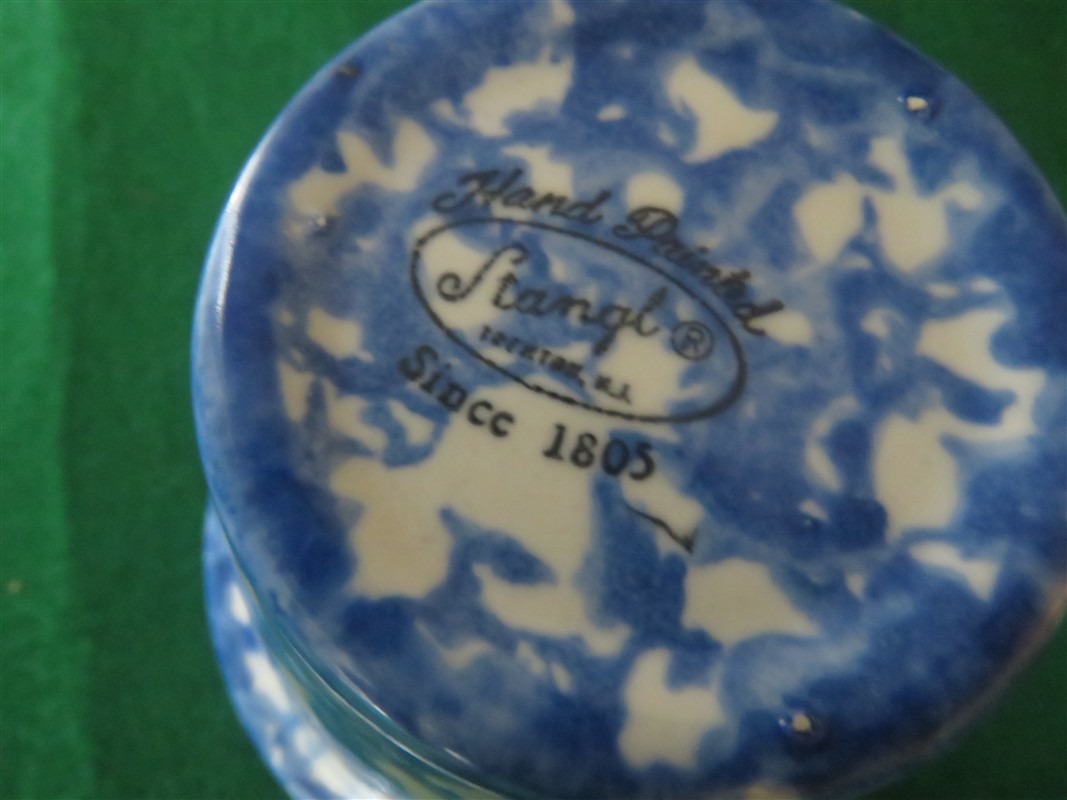 Hand Painted
Stangl ®
N.J.
Since 1805